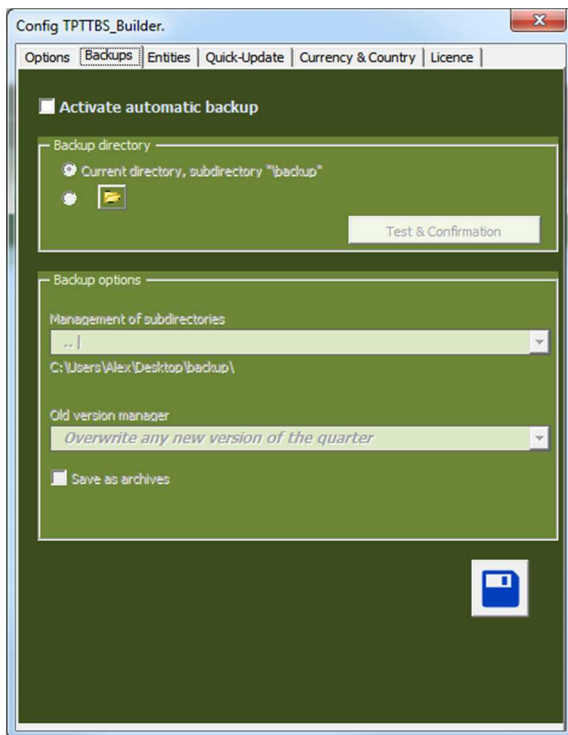 Config TPTTBS_Builder.
Options Backups Entities Quick-Update Currency & Country Licence
Activate automatic backup
Backup directory
Current directory, subdirectory "\backup"
Test & Confirmation
Backup options
Management of subdirectories
.. |
C:\Users\Alex\Desktop\backup\
Old version manager
Overwrite any new version of the quarter
Save as archives